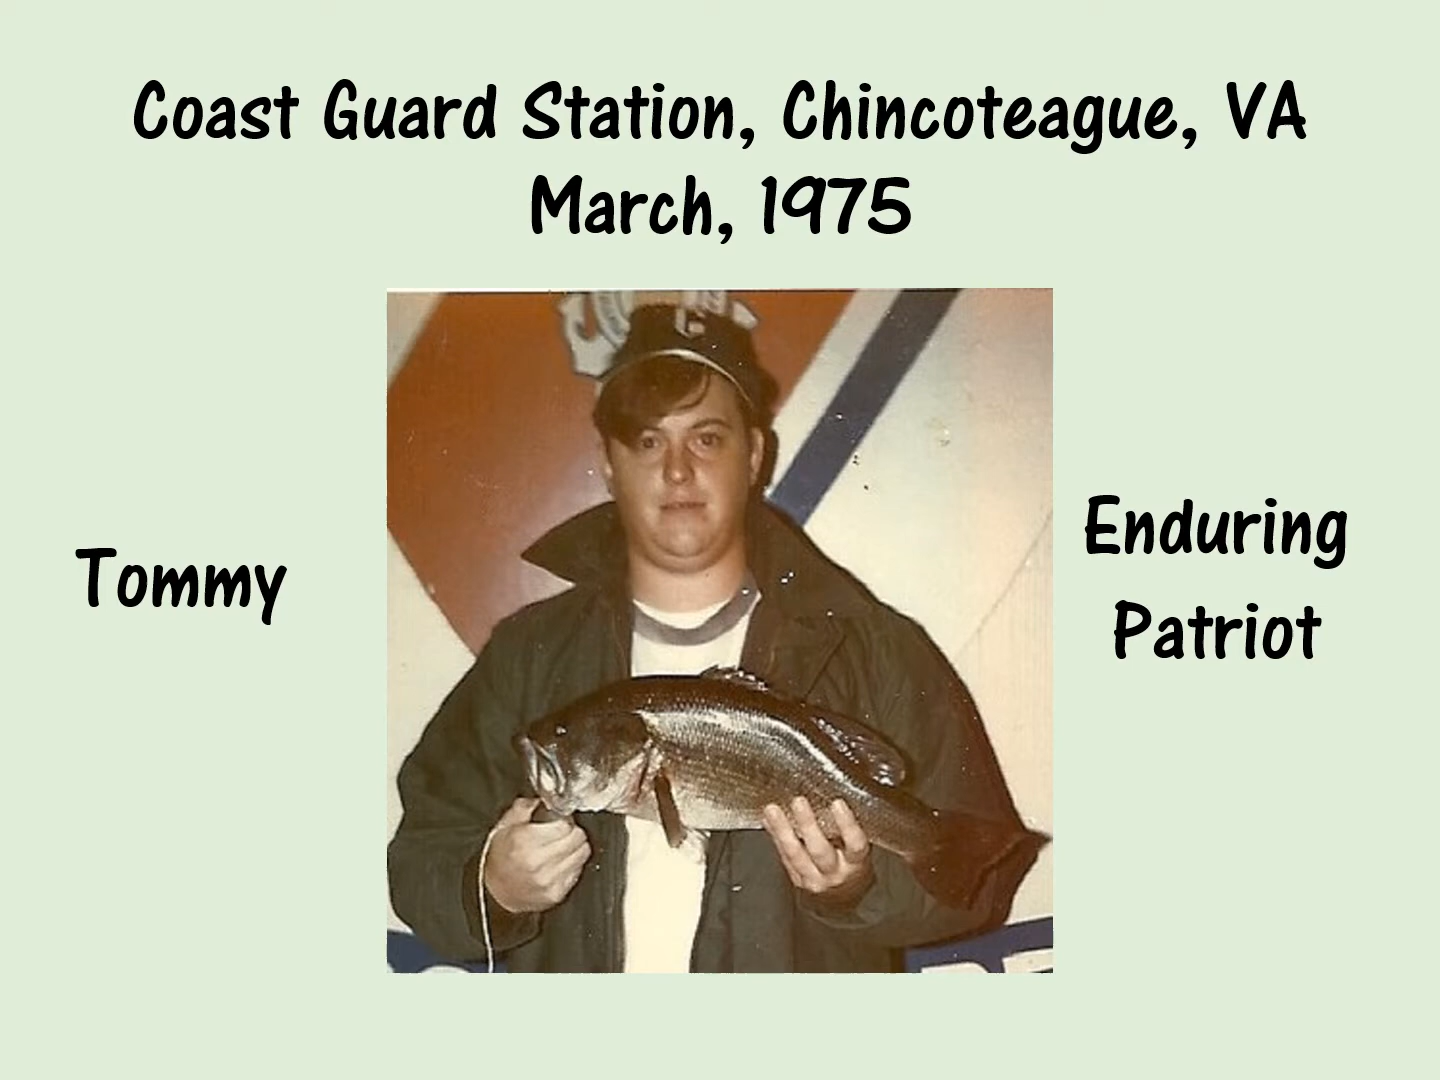 Coast Guard Station, Chincoteague, VA
March, 1975
Tommy
Enduring
Patriot